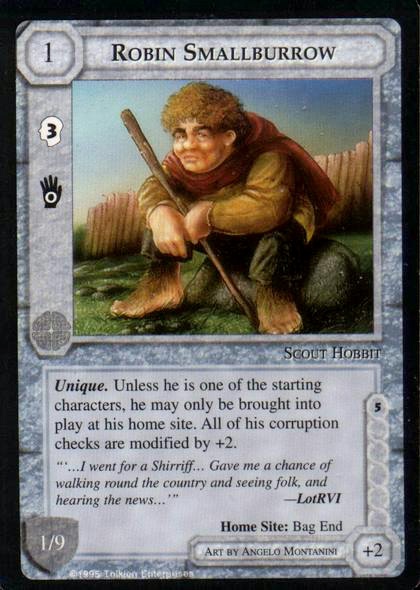 1
ROBIN SMALLBURROW
3
0
SCOUT HOBBIT
Unique. Unless he is one of the starting
characters, he may only be brought into
play at his home site. All of his corruption
checks are modified by +2.
5
“‘...I went for a Shirriff... Gave me a chance of
walking round the country and seeing folk, and
hearing the news...’” —LotRVI
Home Site: Bag End
1/9
ART BY ANGELO MONTANINI
+2
©1995 Tolkien Enterprises